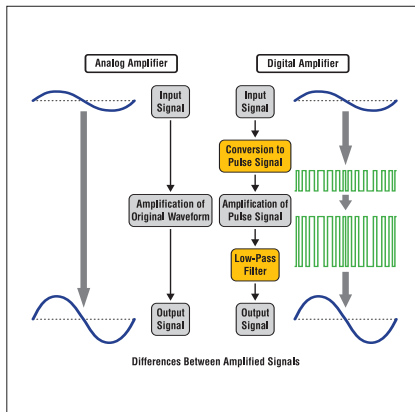 Analog Amplifier
Input
Signal
Amplification of
Original Waveform
Output
Signal
Digital Amplifier
Input
Signal
Conversion to
Pulse Signal
Amplification of
Pulse Signal
Low-Pass
Filter
Output
Signal
Differences Between Amplified Signals